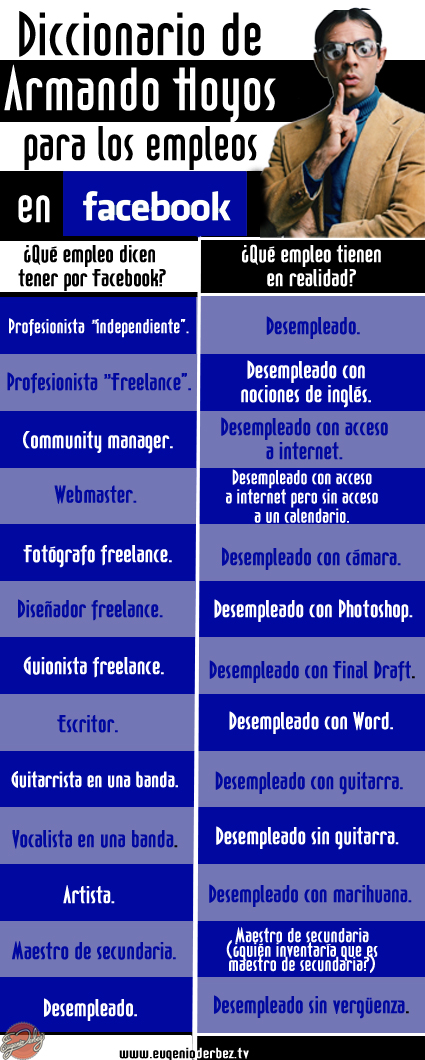 Diccionario de
Armando Hoyos
para los empleos
en facebook
¿Qué empleo dicen
tener por Facebook?
¿Qué empleo tienen
en realidad?
Profesionista "independiente".
Desempleado.
Profesionista "Freelance".
Desempleado con
nociones de inglés.
Community manager.
Desempleado con acceso
a internet.
Webmaster.
Desempleado con acceso
a internet pero sin acceso
a un calendario.
Fotógrafo freelance.
Desempleado con cámara.
Diseñador freelance.
Desempleado con Photoshop.
Guionista freelance.
Desempleado con Final Draft.
Escritor.
Desempleado con Word.
Guitarrista en una banda.
Desempleado con guitarra.
Vocalista en una banda.
Desempleado sin guitarra.
Artista.
Desempleado con marihuana.
Maestro de secundaria.
Maestro de secundaria
(¿quién inventaría que es
maestro de secundaria?)
Desempleado.
Desempleado sin vergüenza.
Eugenio Derbez
www.eugenioderbez.tv